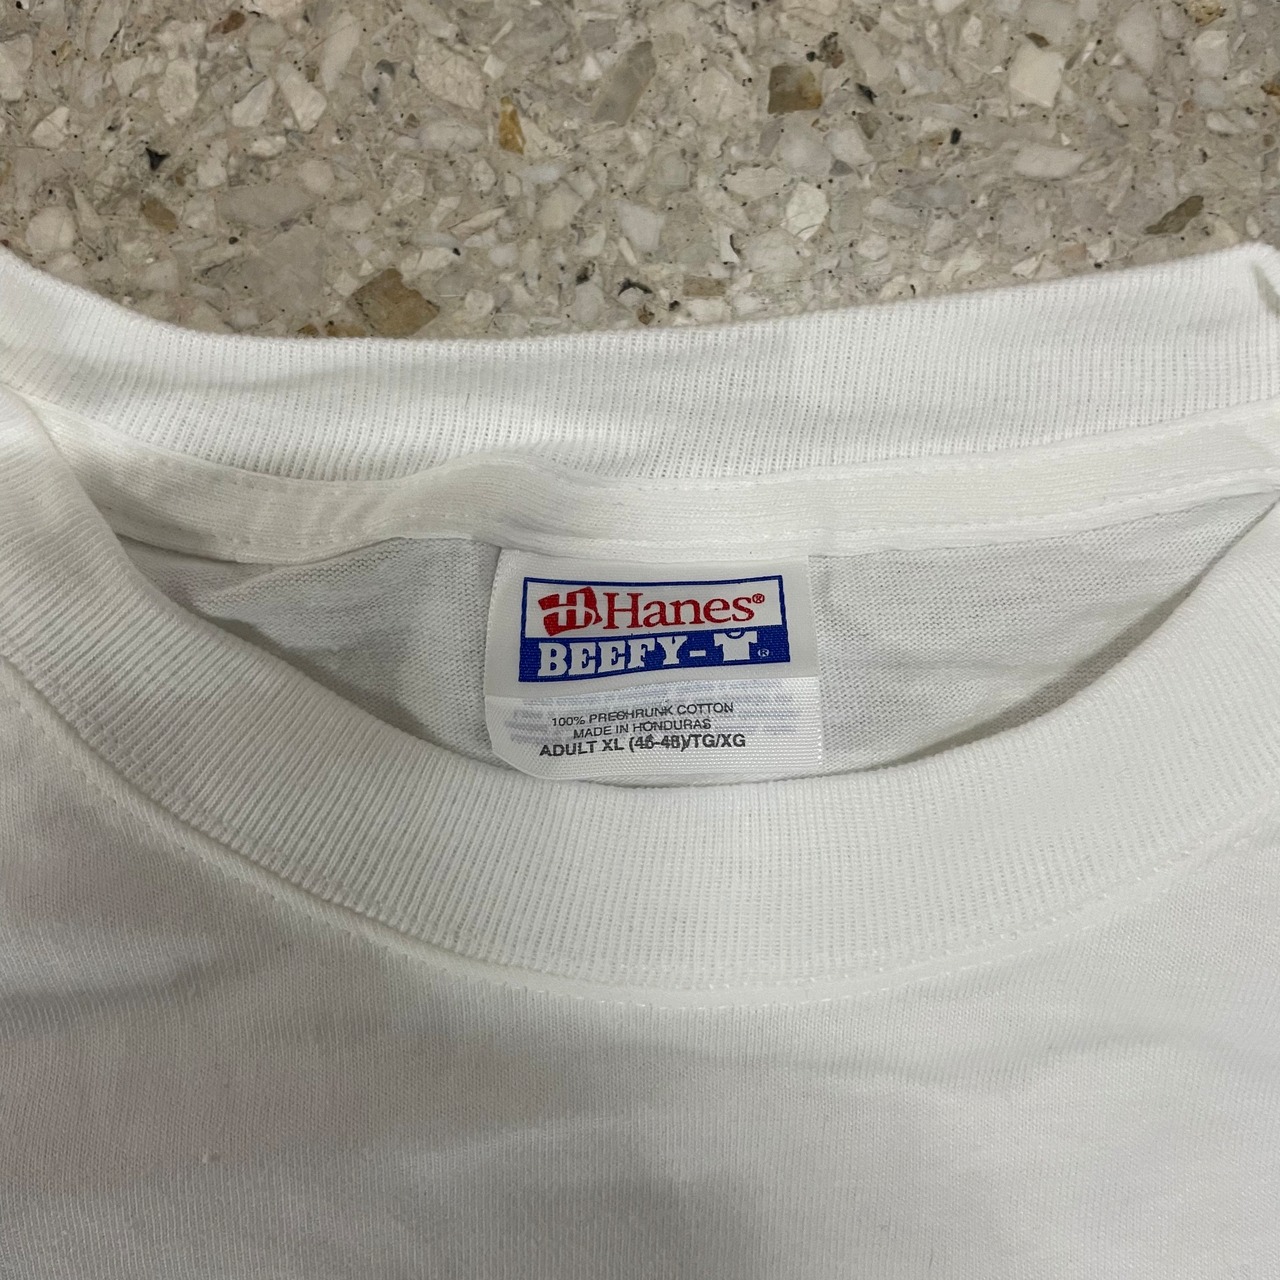 Hanes®
BEEFY-T®
100% PRESHRUNK COTTON
MADE IN HONDURAS
ADULT XL (46-48)/TG/XG